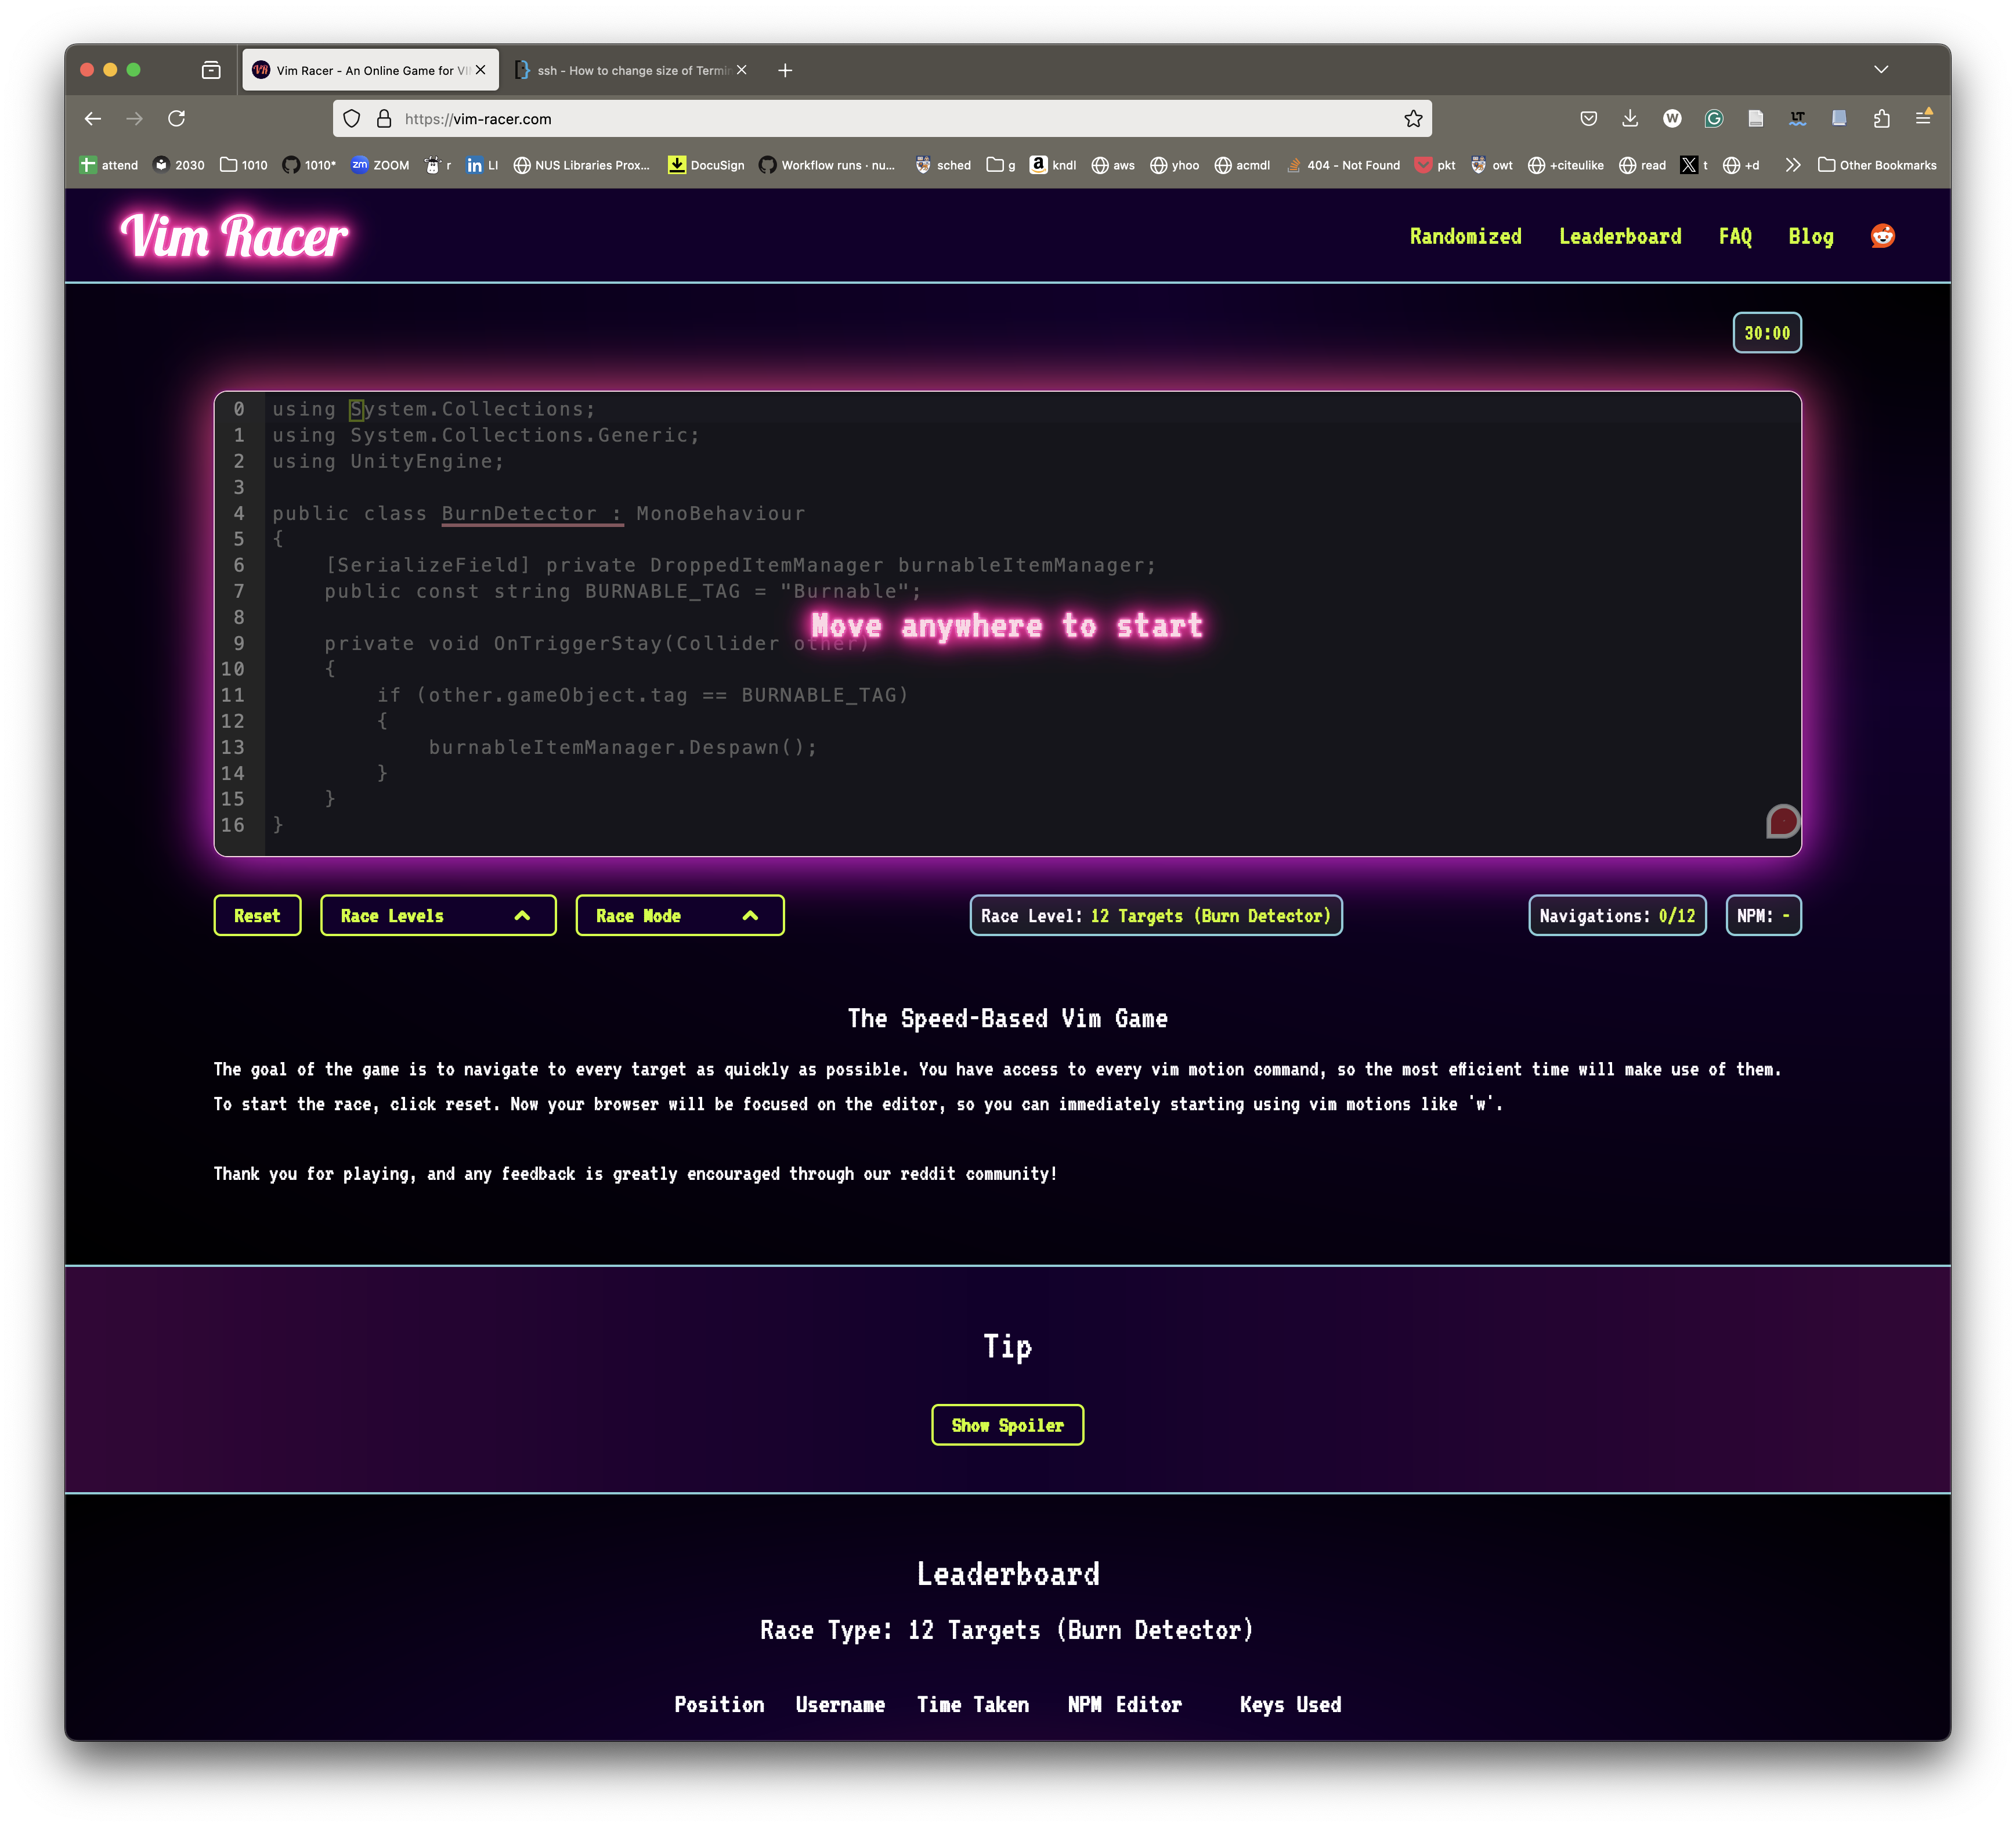 Vim Racer - An Online Game for VI
ssh - How to change size of Termin
https://vim-racer.com
W
G
LT
attend
2030
1010
1010*
zm ZOOM
r
in LI
NUS Libraries Prox...
DocuSign
Workflow runs · nu...
sched
g
a kndl
aws
yhoo
acmdl
404 - Not Found
pkt
owt
+citeulike
read
X t
+d
Other Bookmarks
Vim Racer
Randomized
Leaderboard
FAQ
Blog
30:00
0 using System.Collections;
1 using System.Collections.Generic;
2 using UnityEngine;
3
4 public class BurnDetector : MonoBehaviour
5 {
6 [SerializeField] private DroppedItemManager burnableItemManager;
7 public const string BURNABLE_TAG = "Burnable";
8
Move anywhere to start
9 private void OnTriggerStay(Collider other)
10 {
11 if (other.gameObject.tag == BURNABLE_TAG)
12 {
13 burnableItemManager.Despawn();
14 }
15 }
16 }
Reset
Race Levels
Race Mode
Race Level: 12 Targets (Burn Detector)
Navigations: 0/12
NPM: -
The Speed-Based Vim Game
The goal of the game is to navigate to every target as quickly as possible. You have access to every vim motion command, so the most efficient time will make use of them.
To start the race, click reset. Now your browser will be focused on the editor, so you can immediately starting using vim motions like 'w'.
Thank you for playing, and any feedback is greatly encouraged through our reddit community!
Tip
Show Spoiler
Leaderboard
Race Type: 12 Targets (Burn Detector)
Position Username Time Taken NPM Editor Keys Used